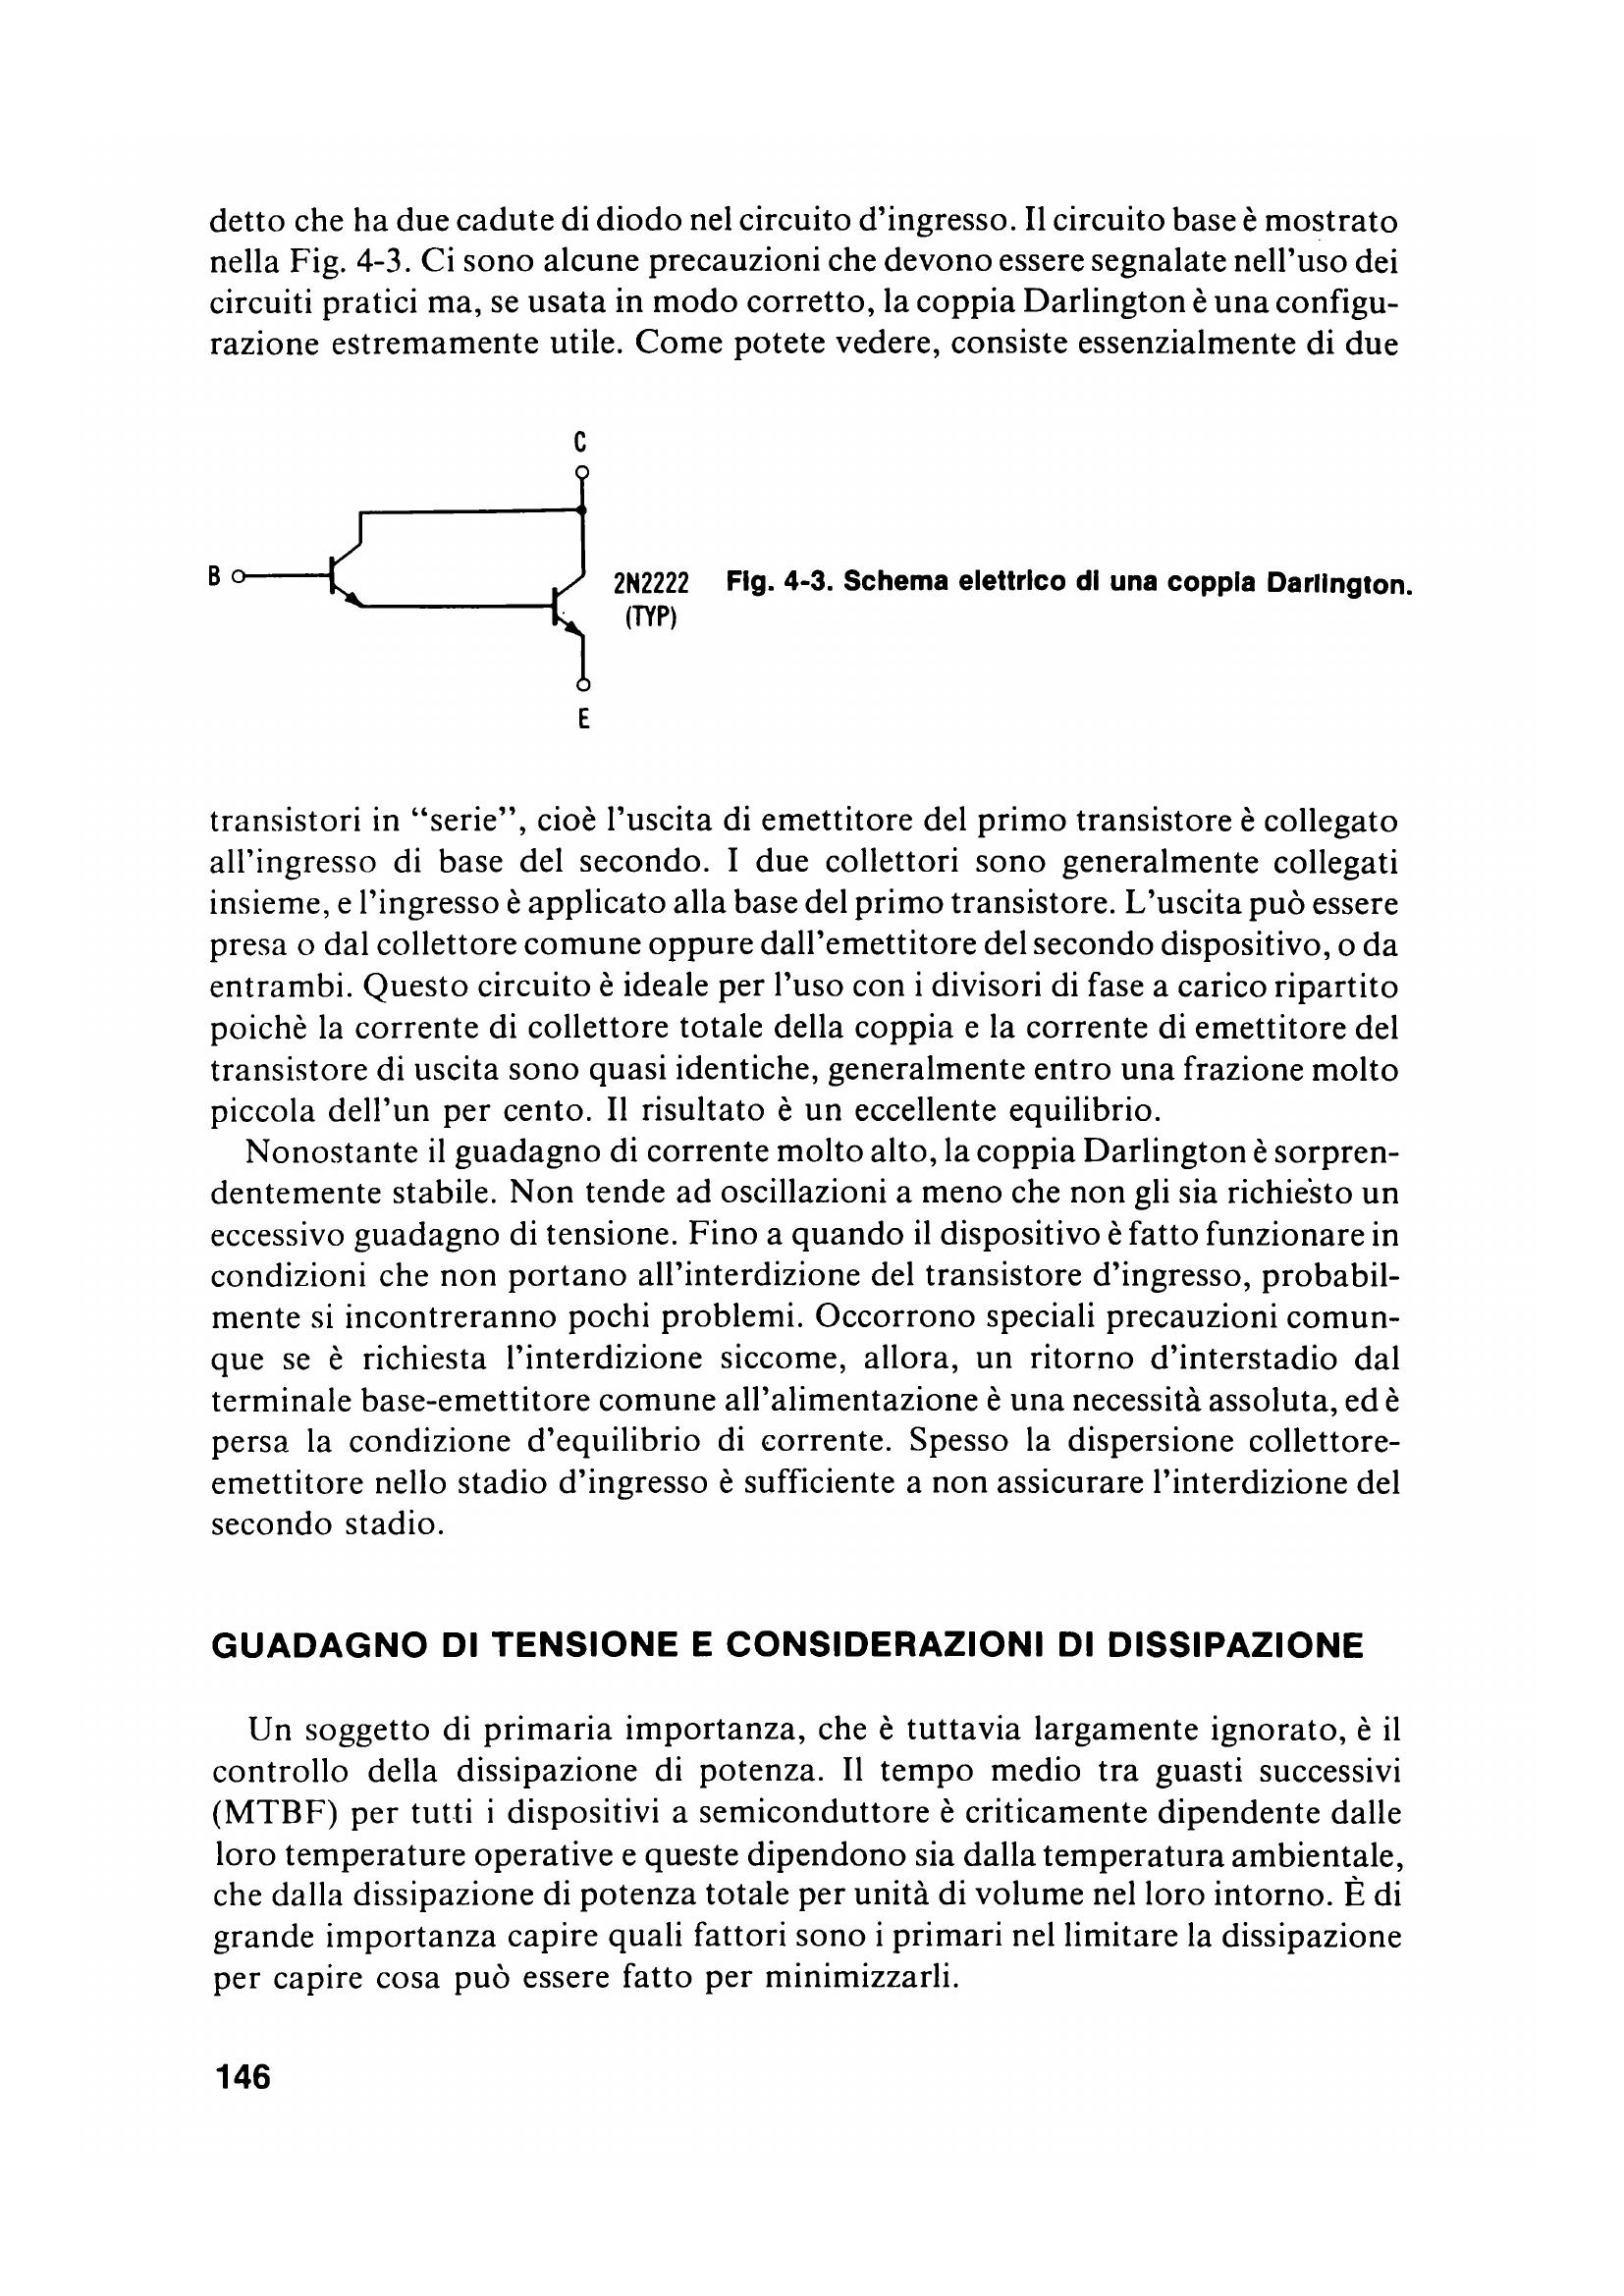 detto che ha due cadute di diodo nel circuito d'ingresso. Il circuito base è mostrato
nella Fig. 4-3. Ci sono alcune precauzioni che devono essere segnalate nell'uso dei
circuiti pratici ma, se usata in modo corretto, la coppia Darlington è una configu-
razione estremamente utile. Come potete vedere, consiste essenzialmente di due
C
B
2N2222
(TYP)
E
Fig. 4-3. Schema elettrico di una coppia Darlington.
transistori in “serie”, cioè l'uscita di emettitore del primo transistore è collegato
all'ingresso di base del secondo. I due collettori sono generalmente collegati
insieme, e l'ingresso è applicato alla base del primo transistore. L'uscita può essere
presa o dal collettore comune oppure dall'emettitore del secondo dispositivo, o da
entrambi. Questo circuito è ideale per l'uso con i divisori di fase a carico ripartito
poichè la corrente di collettore totale della coppia e la corrente di emettitore del
transistore di uscita sono quasi identiche, generalmente entro una frazione molto
piccola dell'un per cento. Il risultato è un eccellente equilibrio.
Nonostante il guadagno di corrente molto alto, la coppia Darlington è sorpren-
dentemente stabile. Non tende ad oscillazioni a meno che non gli sia richiesto un
eccessivo guadagno di tensione. Fino a quando il dispositivo è fatto funzionare in
condizioni che non portano all'interdizione del transistore d'ingresso, probabil-
mente si incontreranno pochi problemi. Occorrono speciali precauzioni comun-
que se è richiesta l'interdizione siccome, allora, un ritorno d'interstadio dal
terminale base-emettitore comune all'alimentazione è una necessità assoluta, ed è
persa la condizione d'equilibrio di corrente. Spesso la dispersione collettore-
emettitore nello stadio d'ingresso è sufficiente a non assicurare l'interdizione del
secondo stadio.
GUADAGNO DI TENSIONE E CONSIDERAZIONI DI DISSIPAZIONE
Un soggetto di primaria importanza, che è tuttavia largamente ignorato, è il
controllo della dissipazione di potenza. Il tempo medio tra guasti successivi
(MTBF) per tutti i dispositivi a semiconduttore è criticamente dipendente dalle
loro temperature operative e queste dipendono sia dalla temperatura ambientale,
che dalla dissipazione di potenza totale per unità di volume nel loro intorno. È di
grande importanza capire quali fattori sono i primari nel limitare la dissipazione
per capire cosa può essere fatto per minimizzarli.
146